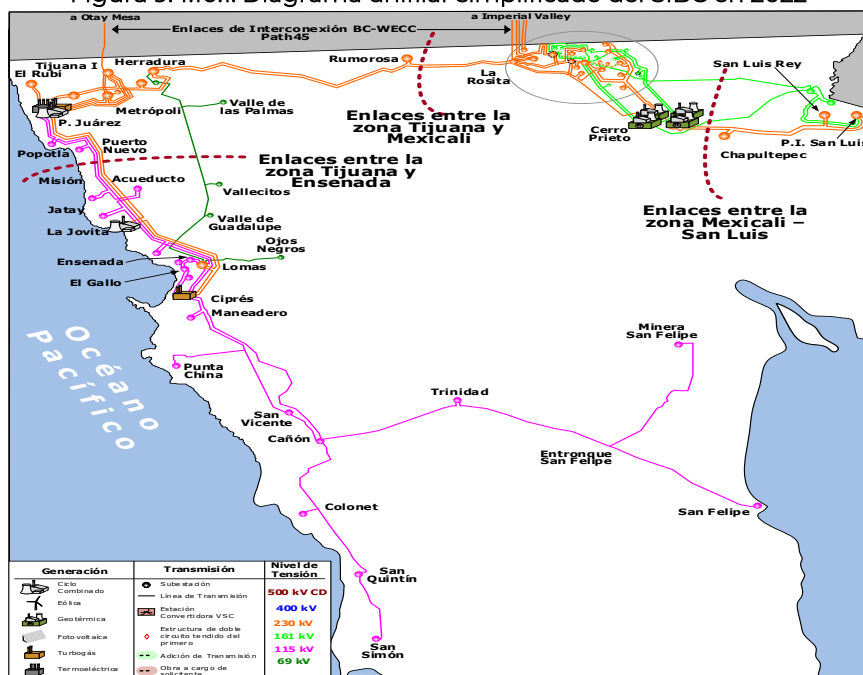 a Otay Mesa
a Imperial Valley
Enlaces de Interconexión BC-WECC
Path45
Tijuana I
Herradura
El Rubí
Rumorosa
La
Rosita
San Luis Rey
Metrópoli
P. Juárez
Valle de
las Palmas
Enlaces entre la
zona Tijuana y
Mexicali
Cerro
Prieto
P.I. San Luis
Chapultepec
Puerto
Nuevo
Popotla
Enlaces entre la
zona Tijuana y
Ensenada
Misión
Acueducto
Vallecitos
Jatay
La Jovita
Valle de
Guadalupe
Enlaces entre la
zona Mexicali –
San Luis
Ojos
Negros
Ensenada
Lomas
El Gallo
Ciprés
Maneadero
Océano
Pacífico
Minera
San Felipe
Punta
China
Trinidad
San
Vicente
Cañón
Entronque
San Felipe
Colonet
San Felipe
San
Quintín
San
Simón
Generación
Ciclo
Combinado
Eólica
Geotérmica
Fotovoltaíca
Turbogás
Termoeléctrica
Transmisión
Subestación
Línea de Transmisión
Estación
Convertidora VSC
Estructura de doble
circuito tendido del
primero
Adición de Transmisión
Obra a cargo de
Nivel de
Tensión
500 kV CD
400 kV
230 kV
161 kV
115 kV
69 kV